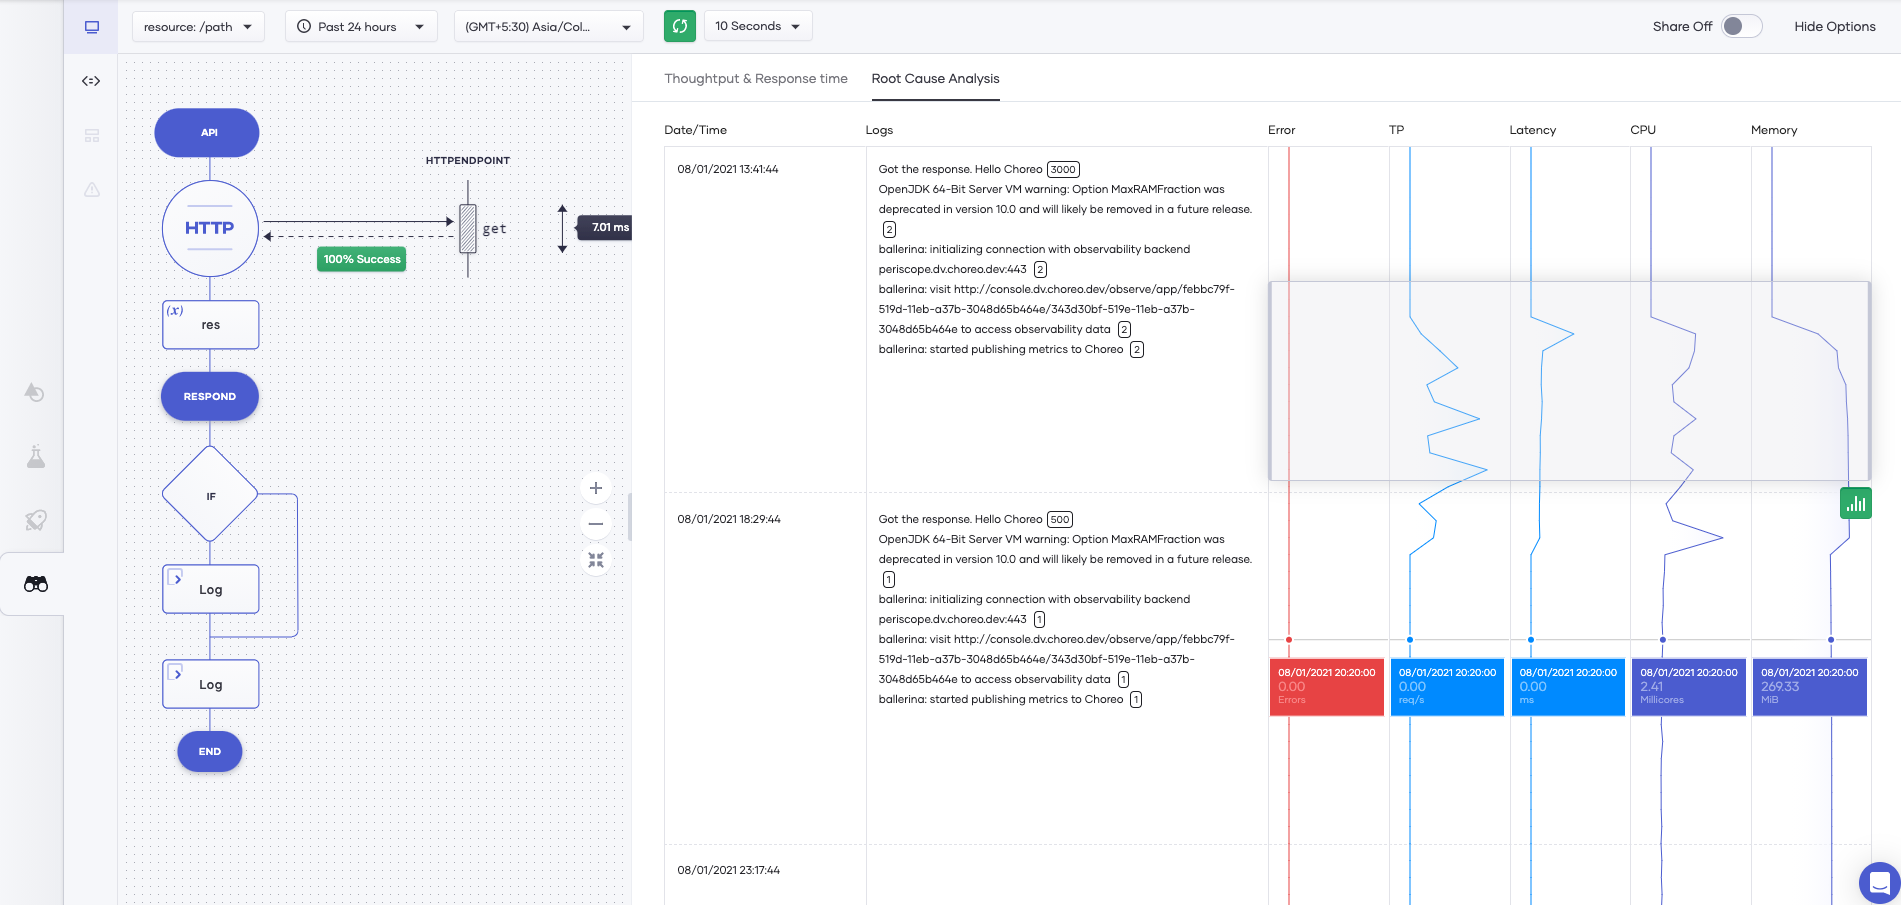 resource: /path
Past 24 hours
(GMT+5:30) Asia/Col...
10 Seconds
Share Off
Hide Options
API
HTTPENDPOINT
HTTP
get
7.01 ms
100% Success
(x)
res
RESPOND
IF
Log
Log
END
Thoughtput & Response time
Root Cause Analysis
Date/Time Logs Error TP Latency CPU Memory
08/01/2021 13:41:44
Got the response. Hello Choreo 3000
OpenJDK 64-Bit Server VM warning: Option MaxRAMFraction was
deprecated in version 10.0 and will likely be removed in a future release.
2
ballerina: initializing connection with observability backend
periscope.dv.choreo.dev:443 2
ballerina: visit http://console.dv.choreo.dev/observe/app/febbc79f-
519d-11eb-a37b-3048d65b464e/343d30bf-519e-11eb-a37b-
3048d65b464e to access observability data 2
ballerina: started publishing metrics to Choreo 2
08/01/2021 18:29:44
Got the response. Hello Choreo 500
OpenJDK 64-Bit Server VM warning: Option MaxRAMFraction was
deprecated in version 10.0 and will likely be removed in a future release.
1
ballerina: initializing connection with observability backend
periscope.dv.choreo.dev:443 1
ballerina: visit http://console.dv.choreo.dev/observe/app/febbc79f-
519d-11eb-a37b-3048d65b464e/343d30bf-519e-11eb-a37b-
3048d65b464e to access observability data 1
ballerina: started publishing metrics to Choreo 1
08/01/2021 20:20:00
0.00
Errors
08/01/2021 20:20:00
0.00
req/s
08/01/2021 20:20:00
0.00
ms
08/01/2021 20:20:00
2.41
Millicores
08/01/2021 20:20:00
269.33
MiB
08/01/2021 23:17:44